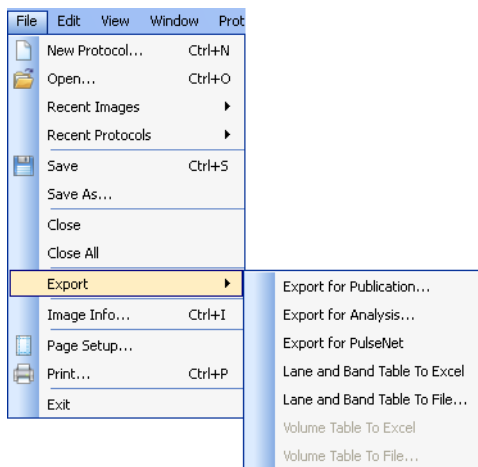 File Edit View Window Prot
New Protocol... Ctrl+N
Open... Ctrl+O
Recent Images
Recent Protocols
Save Ctrl+S
Save As...
Close
Close All
Export
Export for Publication...
Image Info... Ctrl+I
Export for Analysis...
Page Setup...
Export for PulseNet
Print... Ctrl+P
Lane and Band Table To Excel
Exit
Lane and Band Table To File...
Volume Table To Excel
Volume Table To File...